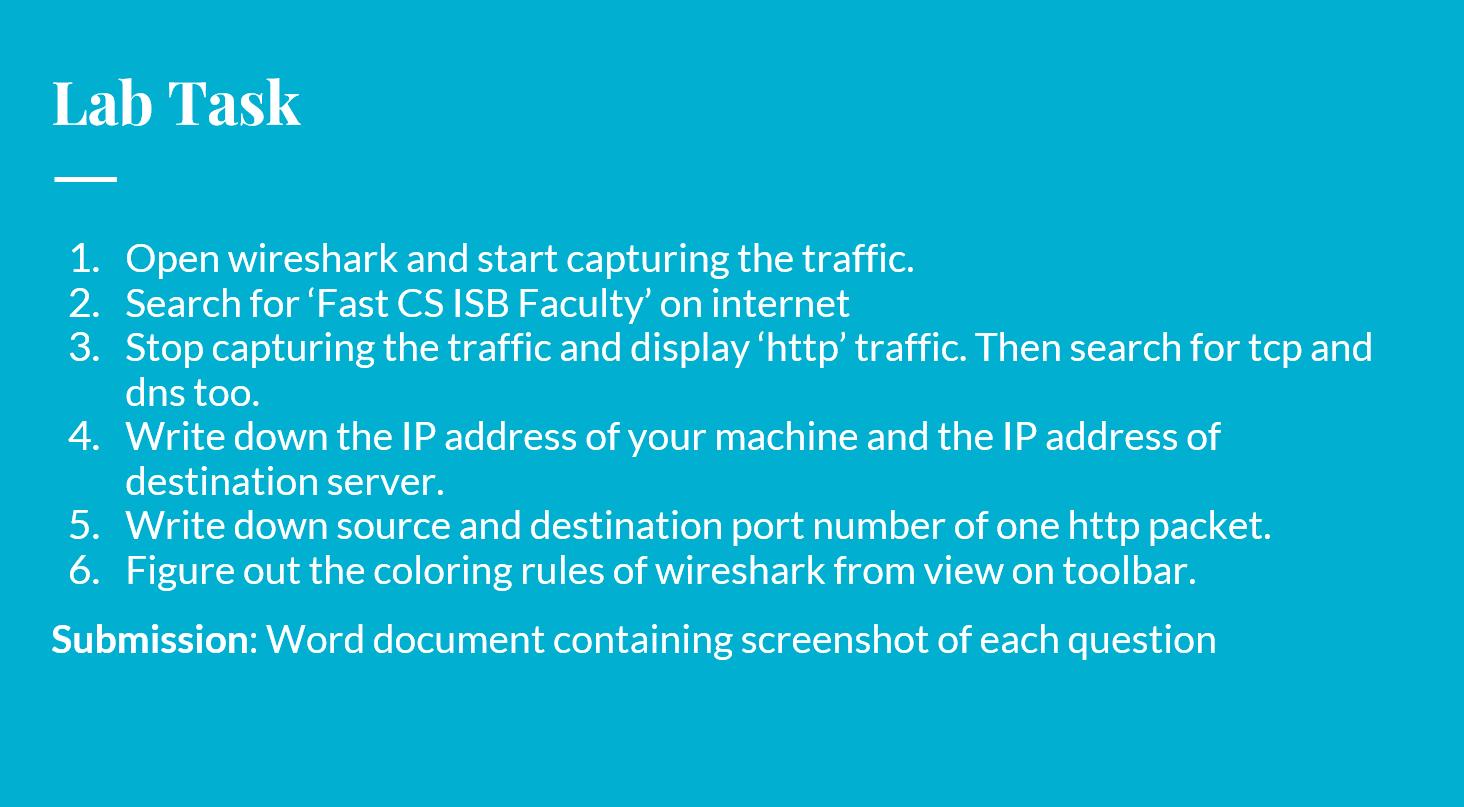 Lab Task
1. Open wireshark and start capturing the traffic.
2. Search for ‘Fast CS ISB Faculty’ on internet
3. Stop capturing the traffic and display ‘http’ traffic. Then search for tcp and
dns too.
4. Write down the IP address of your machine and the IP address of
destination server.
5. Write down source and destination port number of one http packet.
6. Figure out the coloring rules of wireshark from view on toolbar.
Submission: Word document containing screenshot of each question